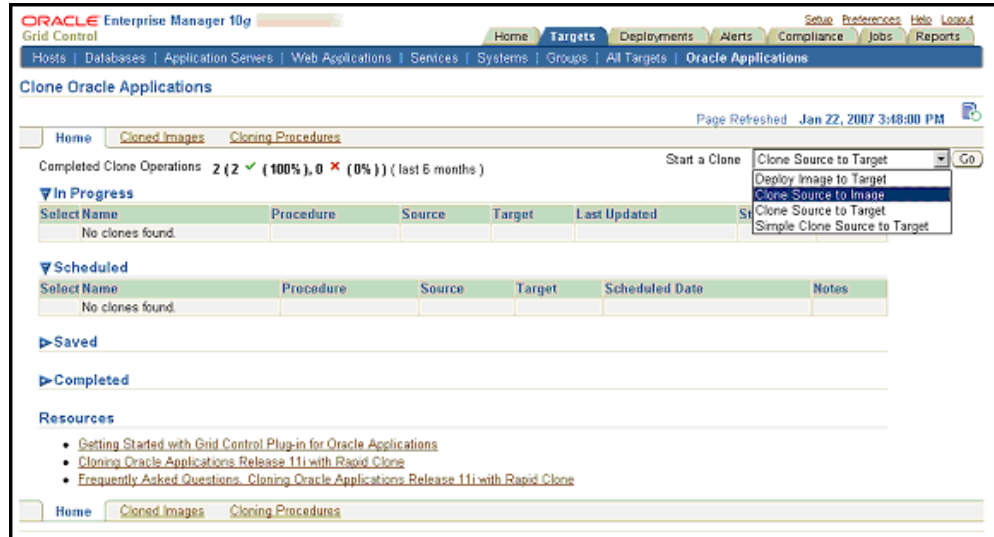 ORACLE Enterprise Manager 10g
Grid Control
Setup Preferences Help Logout
Home Targets Deployments Alerts Compliance Jobs Reports
Hosts | Databases | Application Servers | Web Applications | Services | Systems | Groups | All Targets | Oracle Applications
Clone Oracle Applications
Page Refreshed Jan 22, 2007 3:48:00 PM
Home Cloned Images Cloning Procedures
Completed Clone Operations 2 ( 2 ✓ ( 100% ), 0 ✗ ( 0% ) ) ( last 6 months )
Start a Clone Clone Source to Target Go
Deploy Image to Target
Clone Source to Image
Clone Source to Target
Simple Clone Source to Target
In Progress
Select Name Procedure Source Target Last Updated
No clones found.
Scheduled
Select Name Procedure Source Target Scheduled Date Notes
No clones found.
Saved
Completed
Resources
Getting Started with Grid Control Plug-in for Oracle Applications
Cloning Oracle Applications Release 11i with Rapid Clone
Frequently Asked Questions. Cloning Oracle Applications Release 11i with Rapid Clone
Home Cloned Images Cloning Procedures